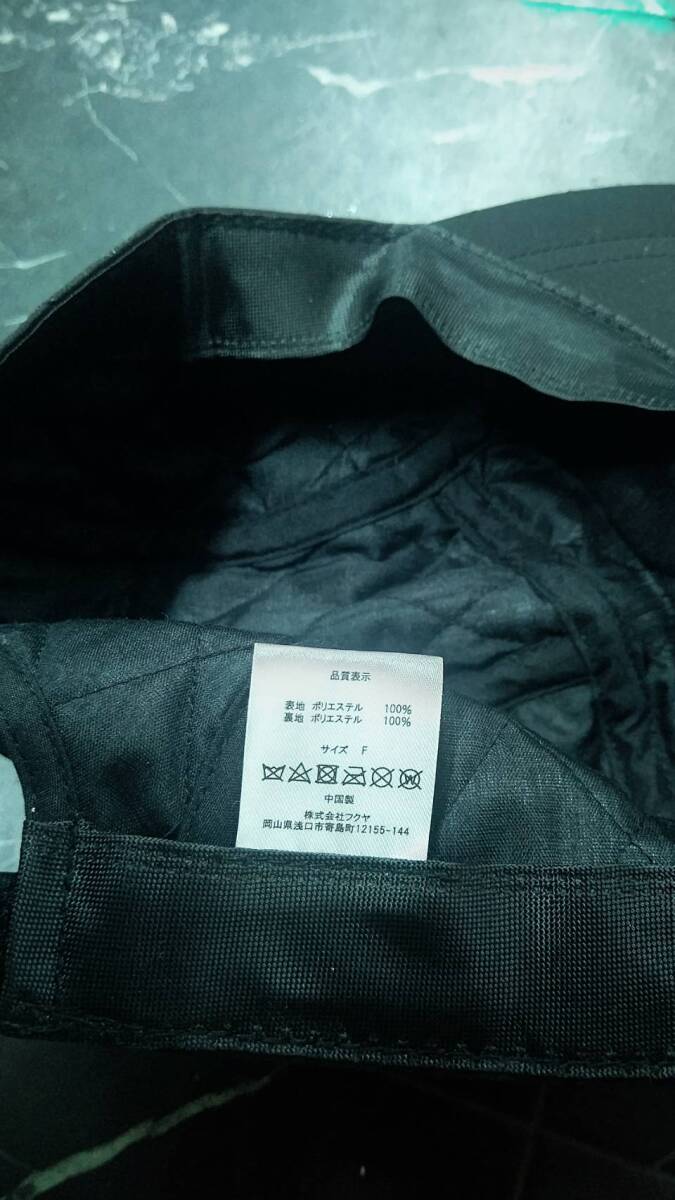 品質表示
表地 ポリエステル 100%
裏地 ポリエステル 100%
サイズ F
中国製
株式会社フクヤ
岡山県浅口市寄島町12155-144